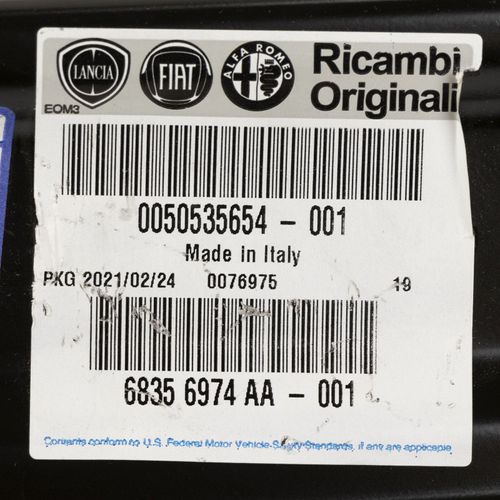 LANCIA FIAT ALFA ROMEO Ricambi
Originali
EOM3
0050535654 - 001
Made in Italy
PKG 2021/02/24 0076975 19
6835 6974 AA - 001
Contents conform to U.S. Federal Motor Vehicle Safety Standards, if any are applicable